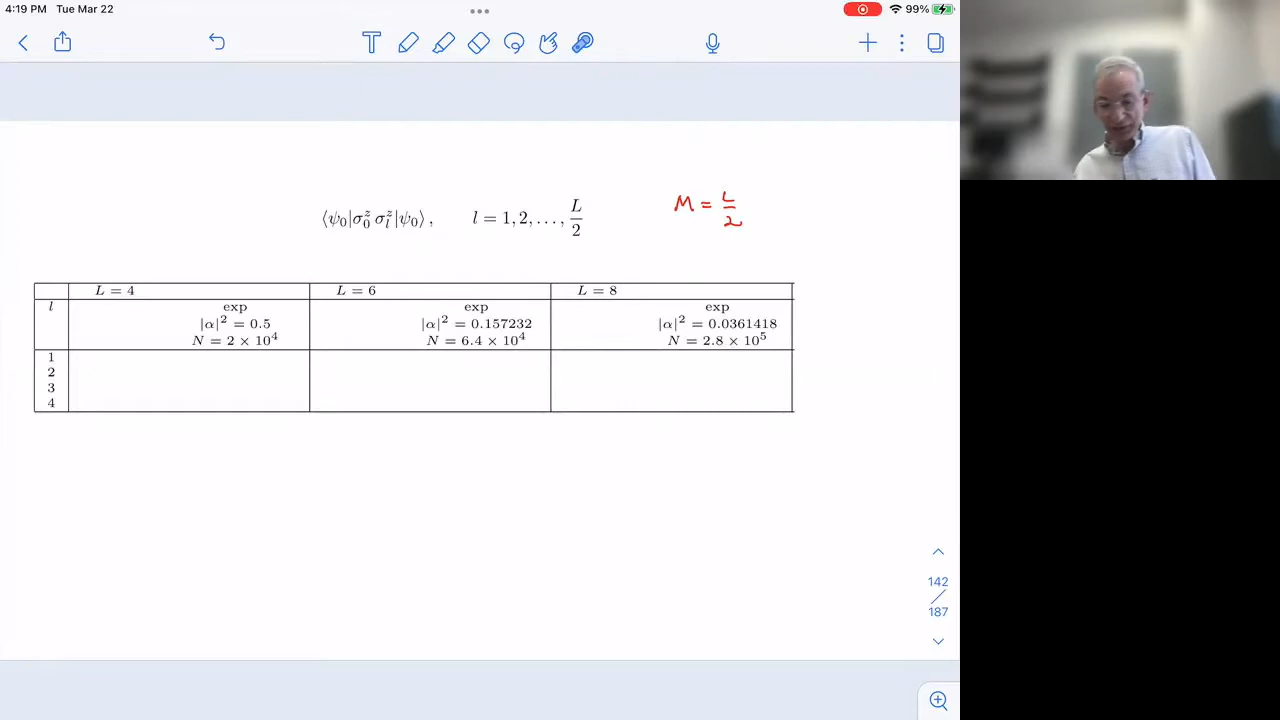 4:19 PM Tue Mar 22
99%
⟨ψ₀|σ₀ᶻ σₗᶻ|ψ₀⟩ , l = 1, 2, . . . , L/2
M = L/2
L = 4 L = 6 L = 8
l exp exp exp
|α|² = 0.5 |α|² = 0.157232 |α|² = 0.0361418
N = 2 × 10⁴ N = 6.4 × 10⁴ N = 2.8 × 10⁵
1
2
3
4
142
187